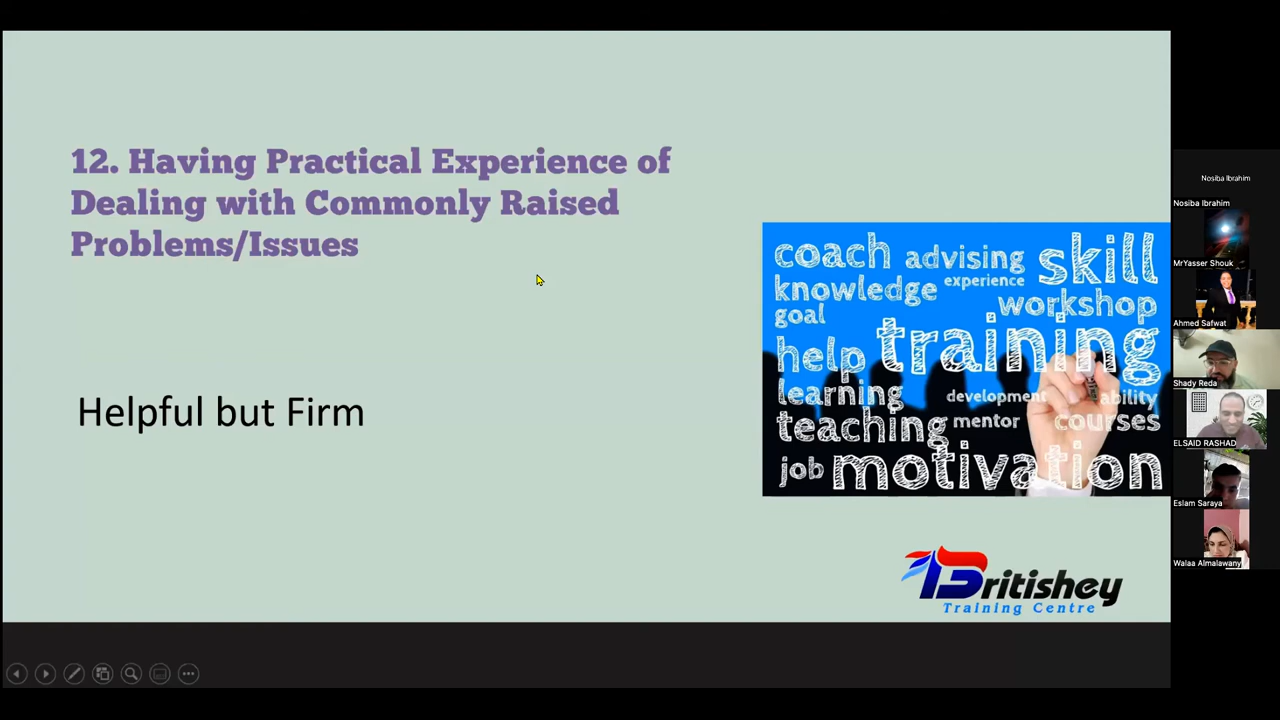 12. Having Practical Experience of
Dealing with Commonly Raised
Problems/Issues
Helpful but Firm
coach advising skill
knowledge experience
goal workshop
help training
learning development ability
teaching mentor courses
job motivation
Britishey
Training Centre
Nosiba Ibrahim
Nosiba Ibrahim
MrYasser Shouk
Ahmed Safwat
Shady Reda
ELSAID RASHAD
Eslam Saraya
Walaa Almalawany